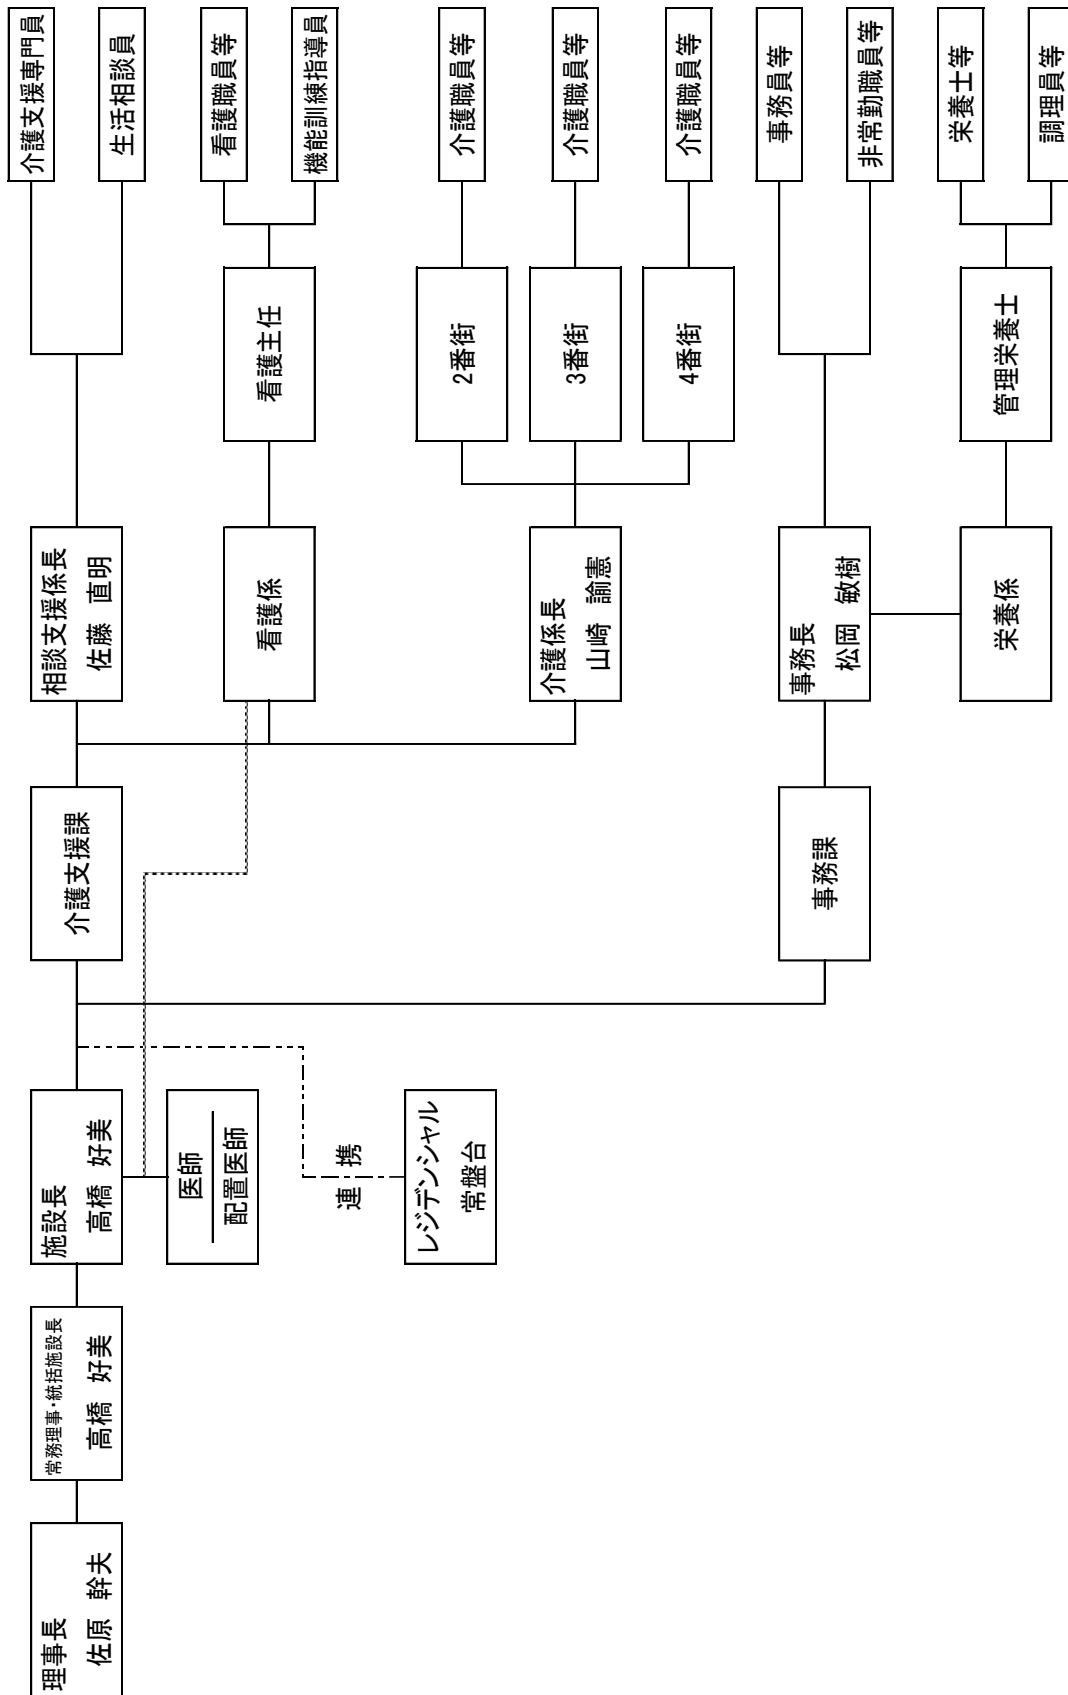 理事長
佐原 幹夫
常務理事・統括施設長
高橋 好美
施設長
高橋 好美
医師
配置医師
連 携
レジデンシャル
常盤台
介護支援課
事務課
相談支援係長
佐藤 直明
看護係
介護係長
山崎 諭憲
事務長
松岡 敏樹
栄養係
看護主任
2番街
3番街
4番街
管理栄養士
介護支援専門員
生活相談員
看護職員等
機能訓練指導員
介護職員等
介護職員等
介護職員等
事務員等
非常勤職員等
栄養士等
調理員等